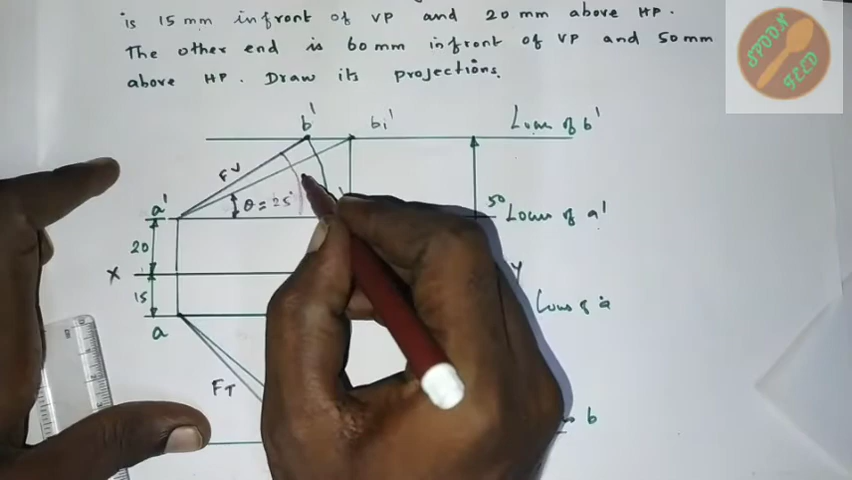 is 15 mm infront of VP and 20 mm above HP.
The other end is 60 mm infront of VP and 50 mm
above HP. Draw its projections.
SPOON
FEED
b'
b₁'
Locus of b'
FV
a'
θ = 25°
50
Locus of a'
20
X
Y
15
Locus of a
a
FT
b